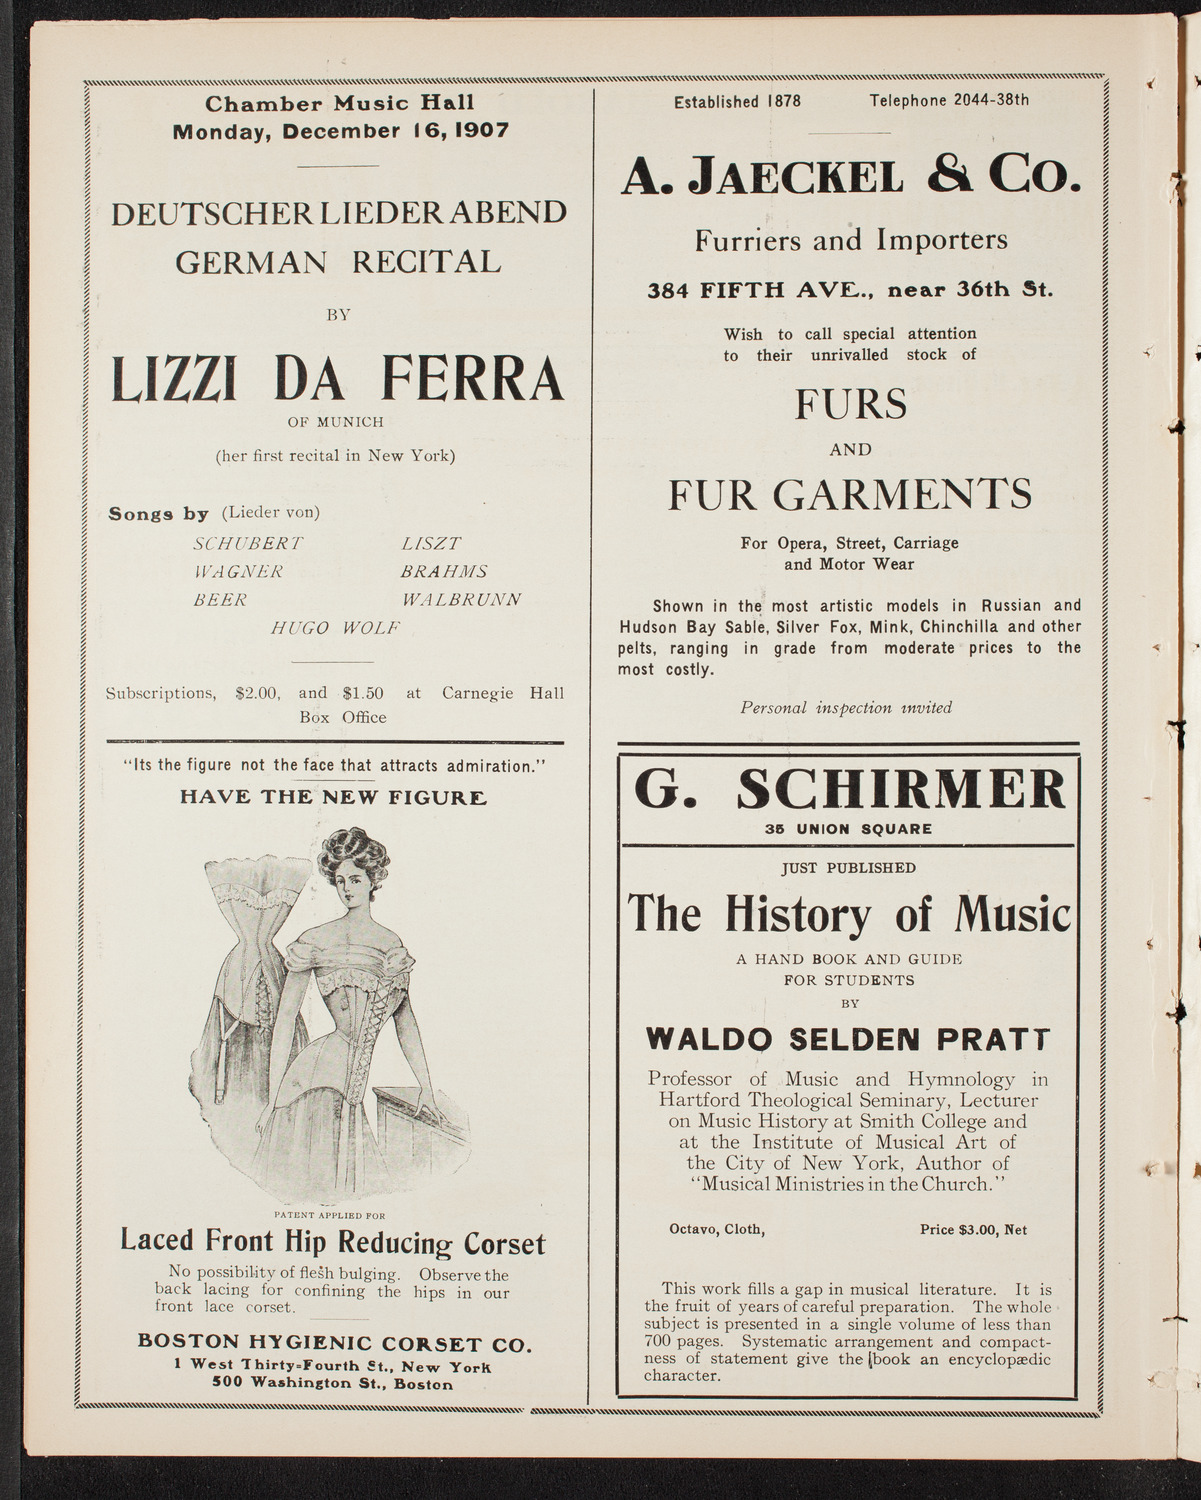 Chamber Music Hall
Monday, December 16, 1907
DEUTSCHER LIEDER ABEND
GERMAN RECITAL
BY
LIZZI DA FERRA
OF MUNICH
(her first recital in New York)
Songs by (Lieder von)
SCHUBERT LISZT
WAGNER BRAHMS
BEER WALBRUNN
HUGO WOLF
Subscriptions, $2.00, and $1.50 at Carnegie Hall
Box Office
"Its the figure not the face that attracts admiration."
HAVE THE NEW FIGURE
PATENT APPLIED FOR
Laced Front Hip Reducing Corset
No possibility of flesh bulging. Observe the
back lacing for confining the hips in our
front lace corset.
BOSTON HYGIENIC CORSET CO.
1 West Thirty=Fourth St., New York
500 Washington St., Boston
Established 1878 Telephone 2044-38th
A. JAECKEL & CO.
Furriers and Importers
384 FIFTH AVE., near 36th St.
Wish to call special attention
to their unrivalled stock of
FURS
AND
FUR GARMENTS
For Opera, Street, Carriage
and Motor Wear
Shown in the most artistic models in Russian and
Hudson Bay Sable, Silver Fox, Mink, Chinchilla and other
pelts, ranging in grade from moderate prices to the
most costly.
Personal inspection invited
G. SCHIRMER
35 UNION SQUARE
JUST PUBLISHED
The History of Music
A HAND BOOK AND GUIDE
FOR STUDENTS
BY
WALDO SELDEN PRATT
Professor of Music and Hymnology in
Hartford Theological Seminary, Lecturer
on Music History at Smith College and
at the Institute of Musical Art of
the City of New York, Author of
"Musical Ministries in the Church."
Octavo, Cloth, Price $3.00, Net
This work fills a gap in musical literature. It is
the fruit of years of careful preparation. The whole
subject is presented in a single volume of less than
700 pages. Systematic arrangement and compact-
ness of statement give the book an encyclopædic
character.